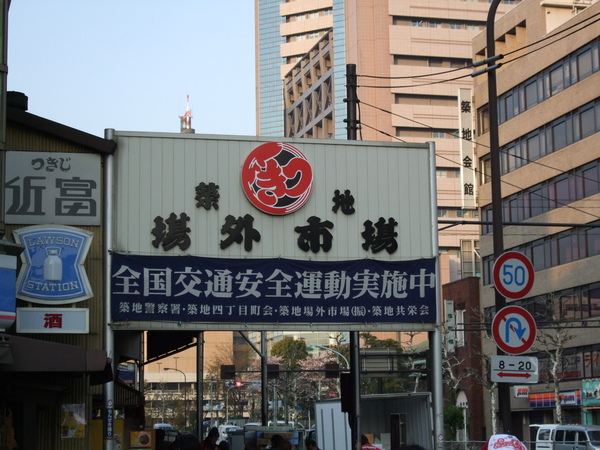 つきじ
近富
LAWSON
STATION
酒
築地
場外市場
全国交通安全運動実施中
築地警察署・築地四丁目町会・築地場外市場(振)・築地共栄会
築地会館
50
8-20